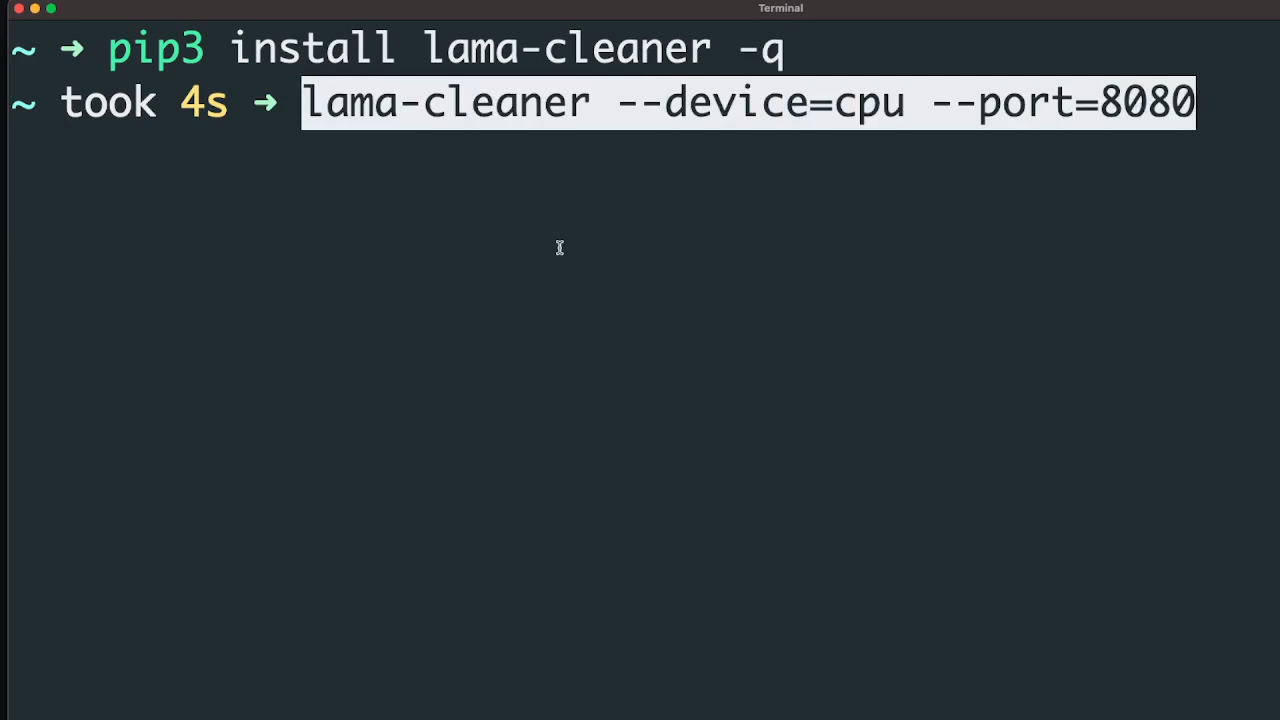 Terminal
~ ➜ pip3 install lama-cleaner -q
~ took 4s ➜ lama-cleaner --device=cpu --port=8080